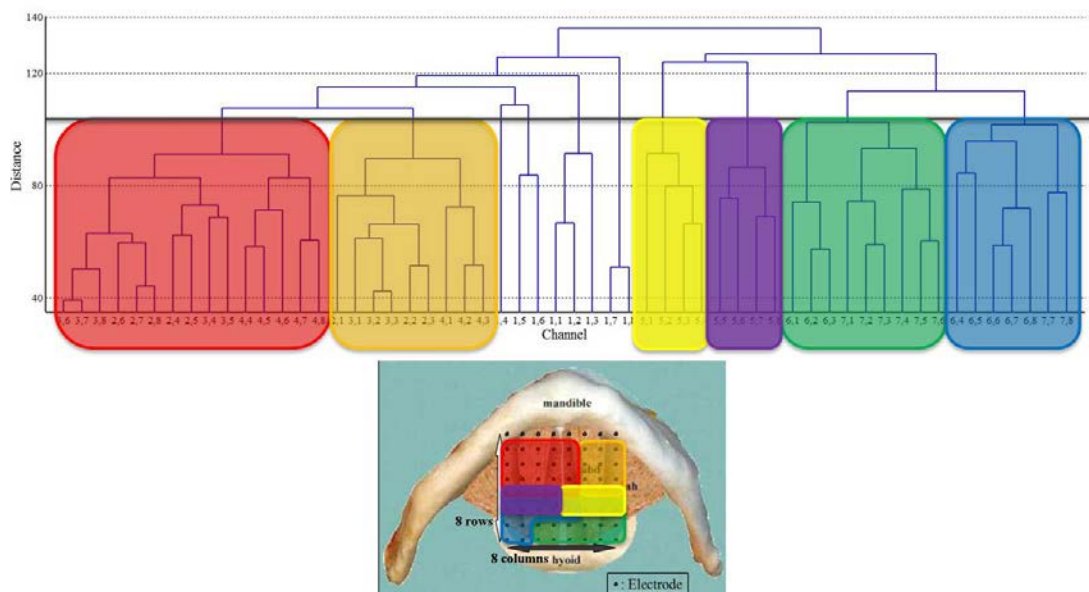 140
120
80
40
Distance
3,7 3,8 2,6 2,7 2,8 2,4 2,5 3,4 3,5 4,4 4,5 4,6 4,7 4,8 2,1 3,1 3,2 3,3 2,2 2,3 4,1 4,2 4,3 1,5 1,6 1,1 1,2 1,3 1,7 5,1 5,2 5,3 5,5 5,6 5,7 6,1 6,2 6,3 7,1 7,2 7,3 7,4 7,5 7,6 6,4 6,5 6,6 6,7 6,8 7,7 7,8
Channel
mandible
8 rows
8 columns hyoid
: Electrode